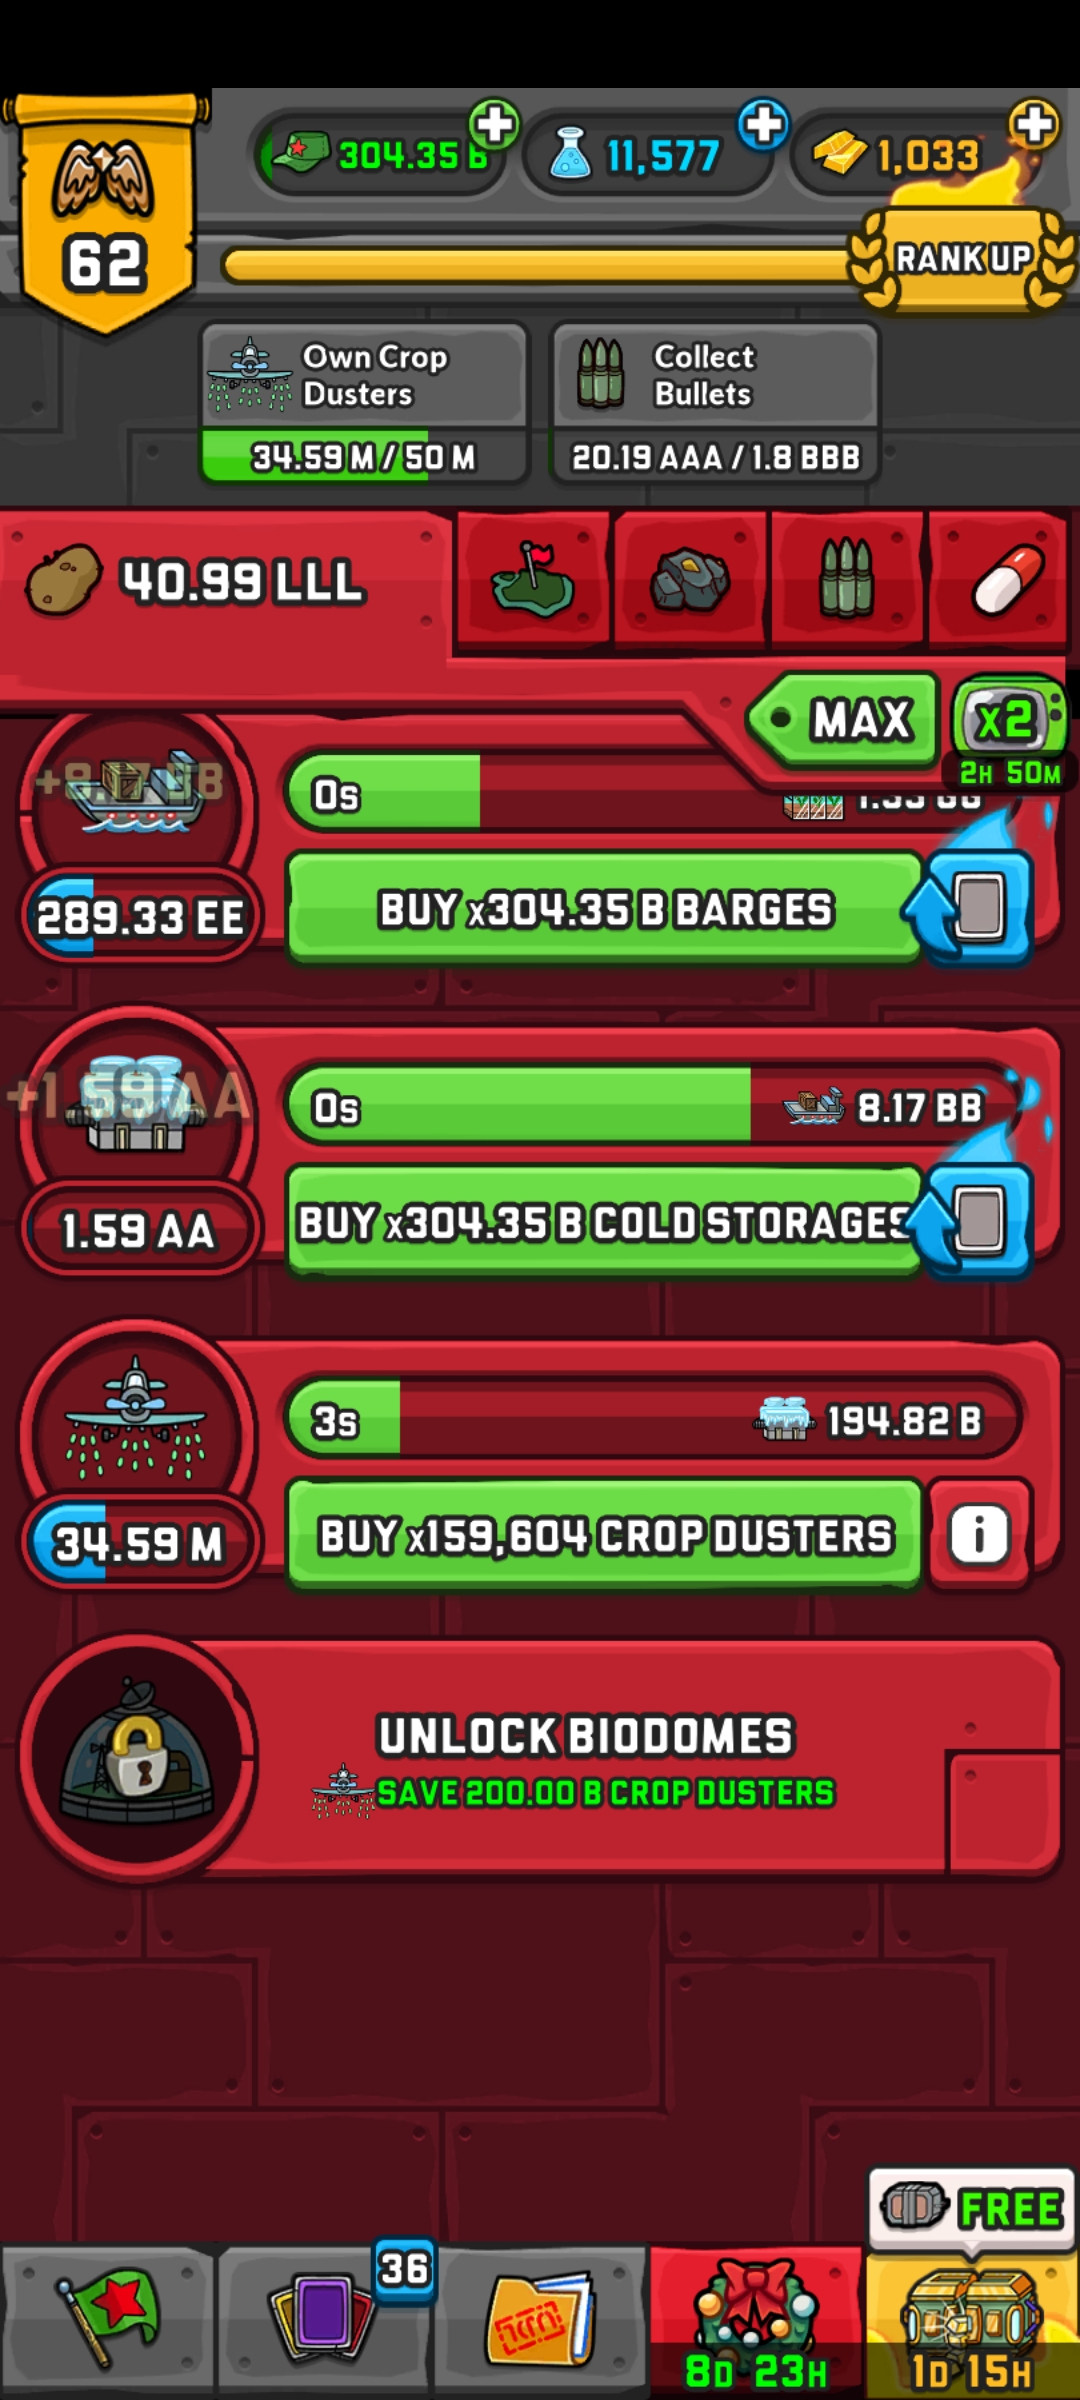 304.35 B
11,577
1,033
62
RANK UP
Own Crop
Dusters
34.59 M / 50 M
Collect
Bullets
20.19 AAA / 1.8 BBB
40.99 LLL
MAX
x2
2H 50M
0s
289.33 EE
BUY x304.35 B BARGES
+1.59 AA
0s
8.17 BB
1.59 AA
BUY x304.35 B COLD STORAGES
3s
194.82 B
34.59 M
BUY x159,604 CROP DUSTERS
i
UNLOCK BIODOMES
SAVE 200.00 B CROP DUSTERS
FREE
36
8D 23H
1D 15H